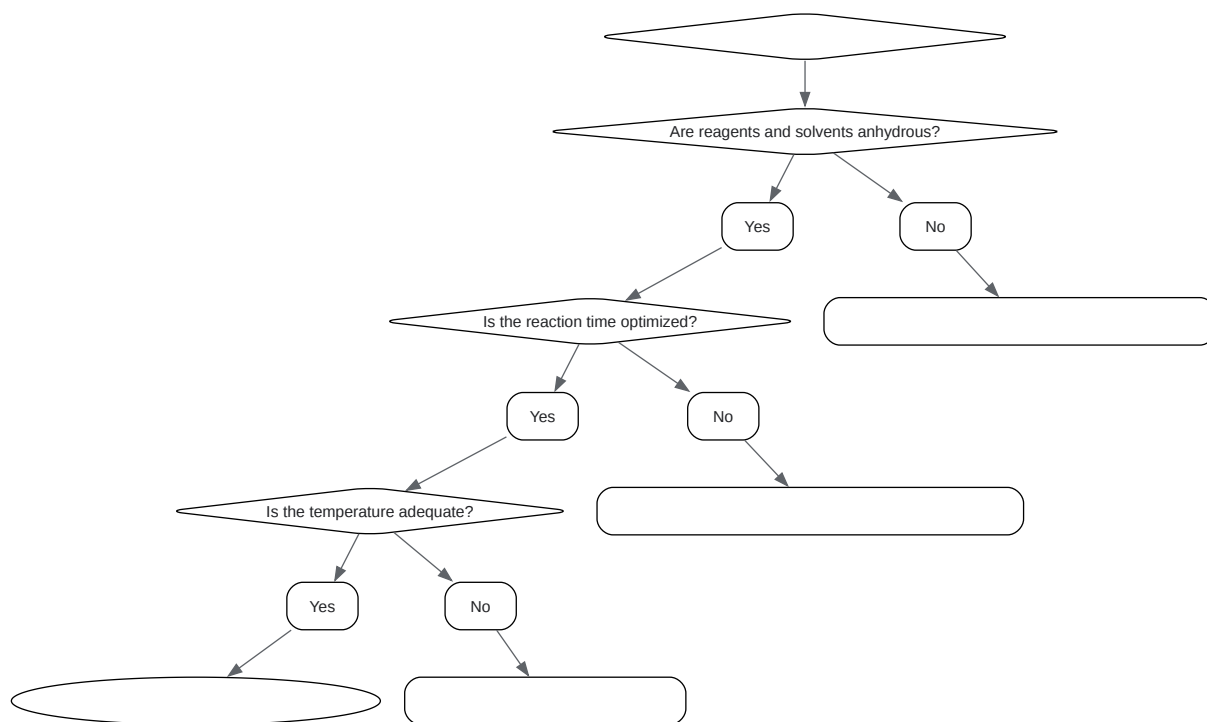 Are reagents and solvents anhydrous?
Yes
No
Is the reaction time optimized?
Yes
No
Is the temperature adequate?
Yes
No